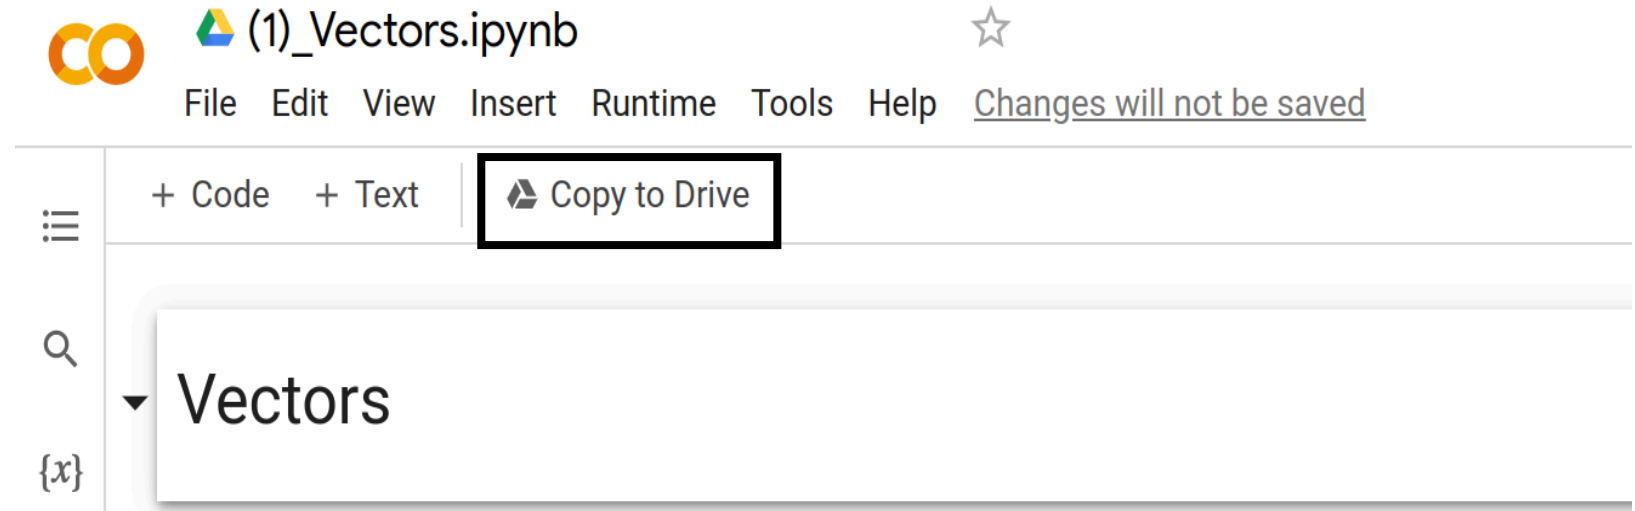 (1)_Vectors.ipynb
File Edit View Insert Runtime Tools Help Changes will not be saved
+ Code + Text Copy to Drive
Vectors
{x}